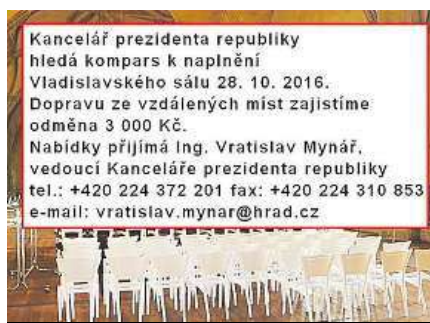 Kancelář prezidenta republiky
hledá kompars k naplnění
Vladislavského sálu 28. 10. 2016.
Dopravu ze vzdálených míst zajistíme
odměna 3 000 Kč.
Nabídky přijímá Ing. Vratislav Mynář,
vedoucí Kanceláře prezidenta republiky
tel.: +420 224 372 201 fax: +420 224 310 853
e-mail: vratislav.mynar@hrad.cz